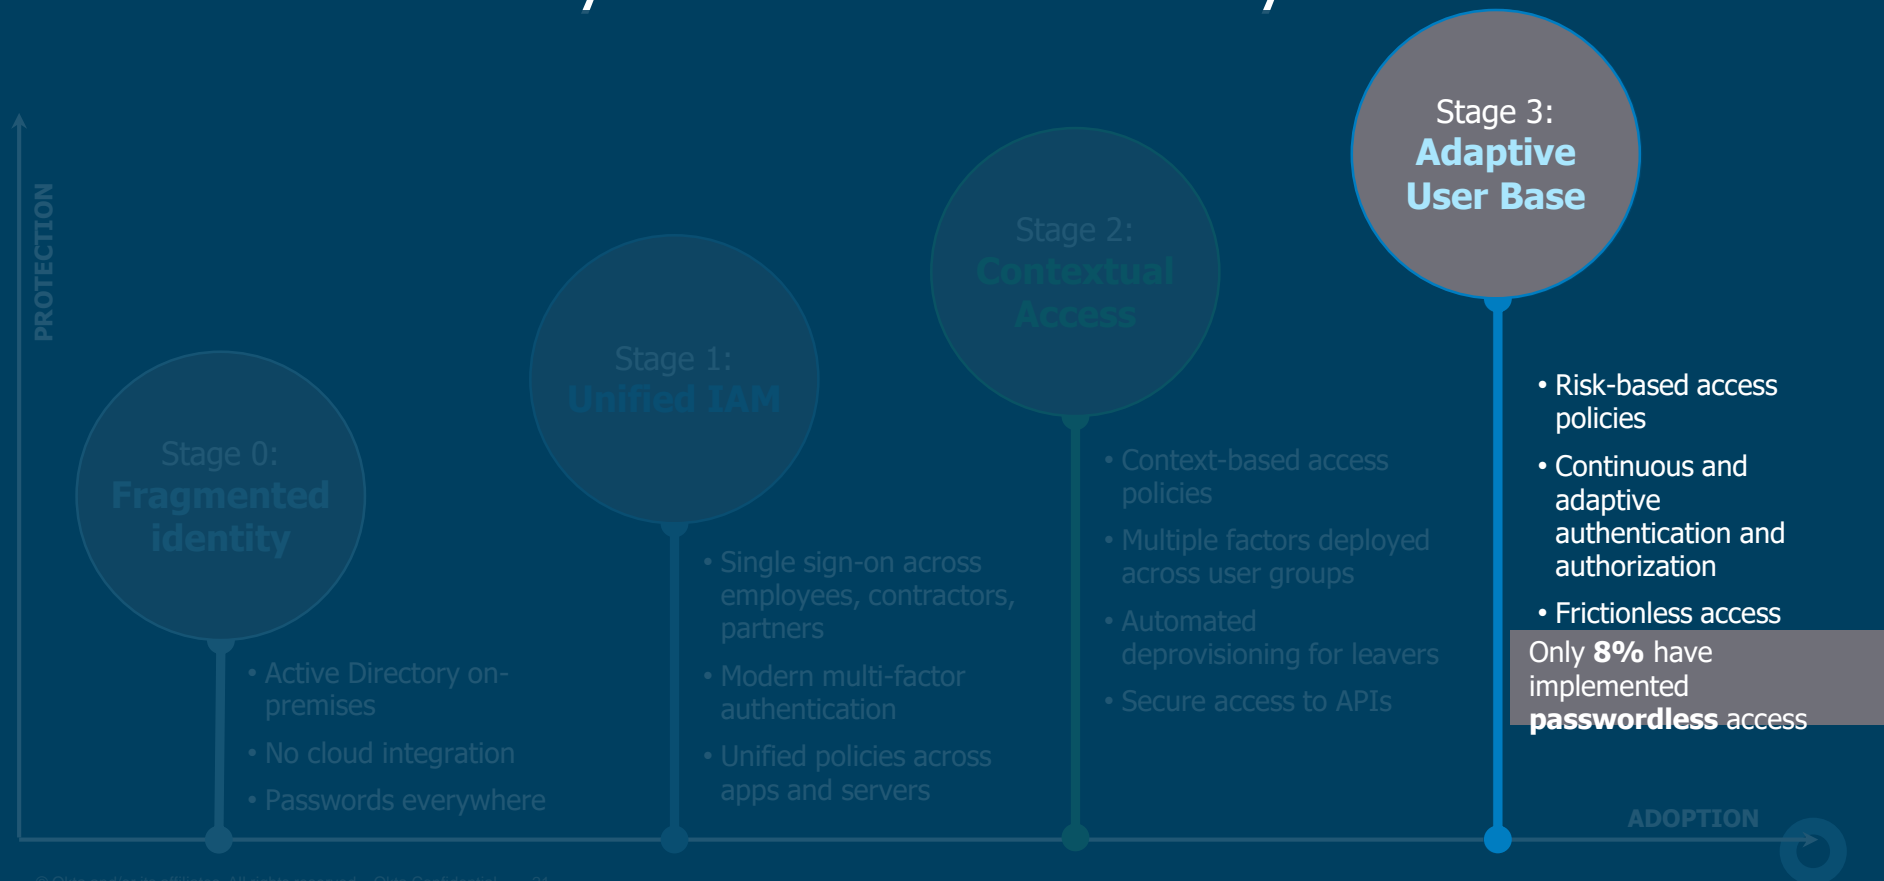 PROTECTION
Stage 0:
Fragmented
identity
• Active Directory on-
premises
• No cloud integration
• Passwords everywhere
Stage 1:
Unified IAM
• Single sign-on across
employees, contractors,
partners
• Modern multi-factor
authentication
• Unified policies across
apps and servers
Stage 2:
Contextual
Access
• Context-based access
policies
• Multiple factors deployed
across user groups
• Automated
deprovisioning for leavers
• Secure access to APIs
Stage 3:
Adaptive
User Base
• Risk-based access
policies
• Continuous and
adaptive
authentication and
authorization
• Frictionless access
Only 8% have
implemented
passwordless access
ADOPTION